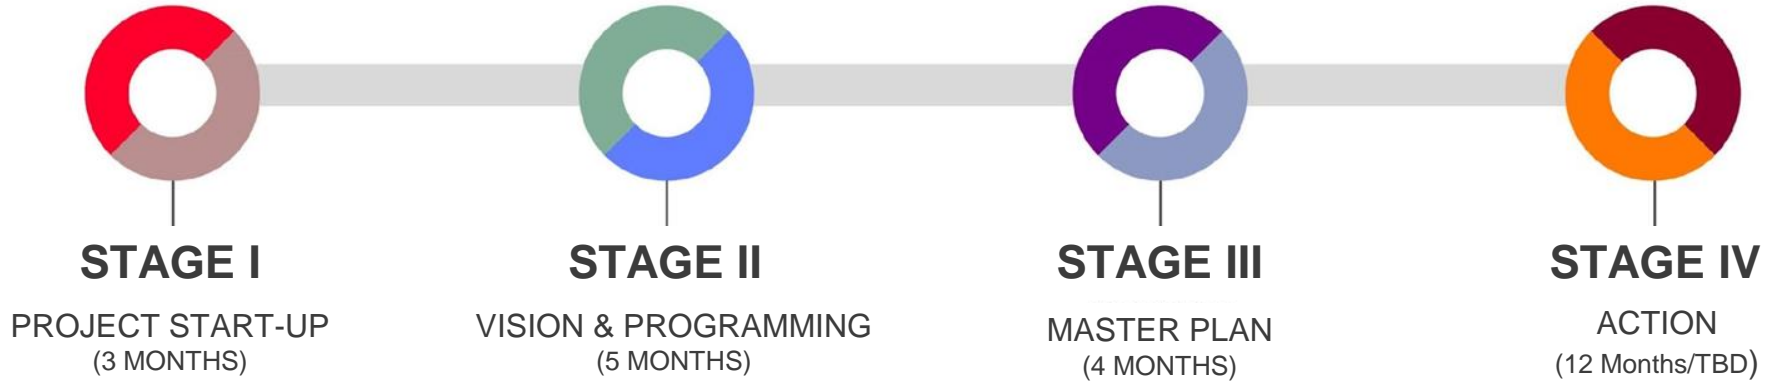 STAGE I
PROJECT START-UP
(3 MONTHS)
STAGE II
VISION & PROGRAMMING
(5 MONTHS)
STAGE III
MASTER PLAN
(4 MONTHS)
STAGE IV
ACTION
(12 Months/TBD)